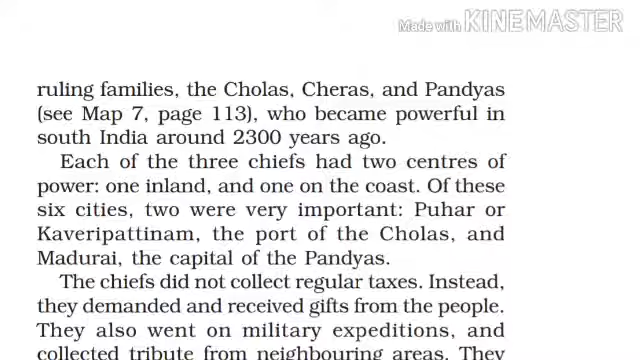 Made with KINEMASTER
ruling families, the Cholas, Cheras, and Pandyas
(see Map 7, page 113), who became powerful in
south India around 2300 years ago.
Each of the three chiefs had two centres of
power: one inland, and one on the coast. Of these
six cities, two were very important: Puhar or
Kaveripattinam, the port of the Cholas, and
Madurai, the capital of the Pandyas.
The chiefs did not collect regular taxes. Instead,
they demanded and received gifts from the people.
They also went on military expeditions, and
collected tribute from neighbouring areas. They